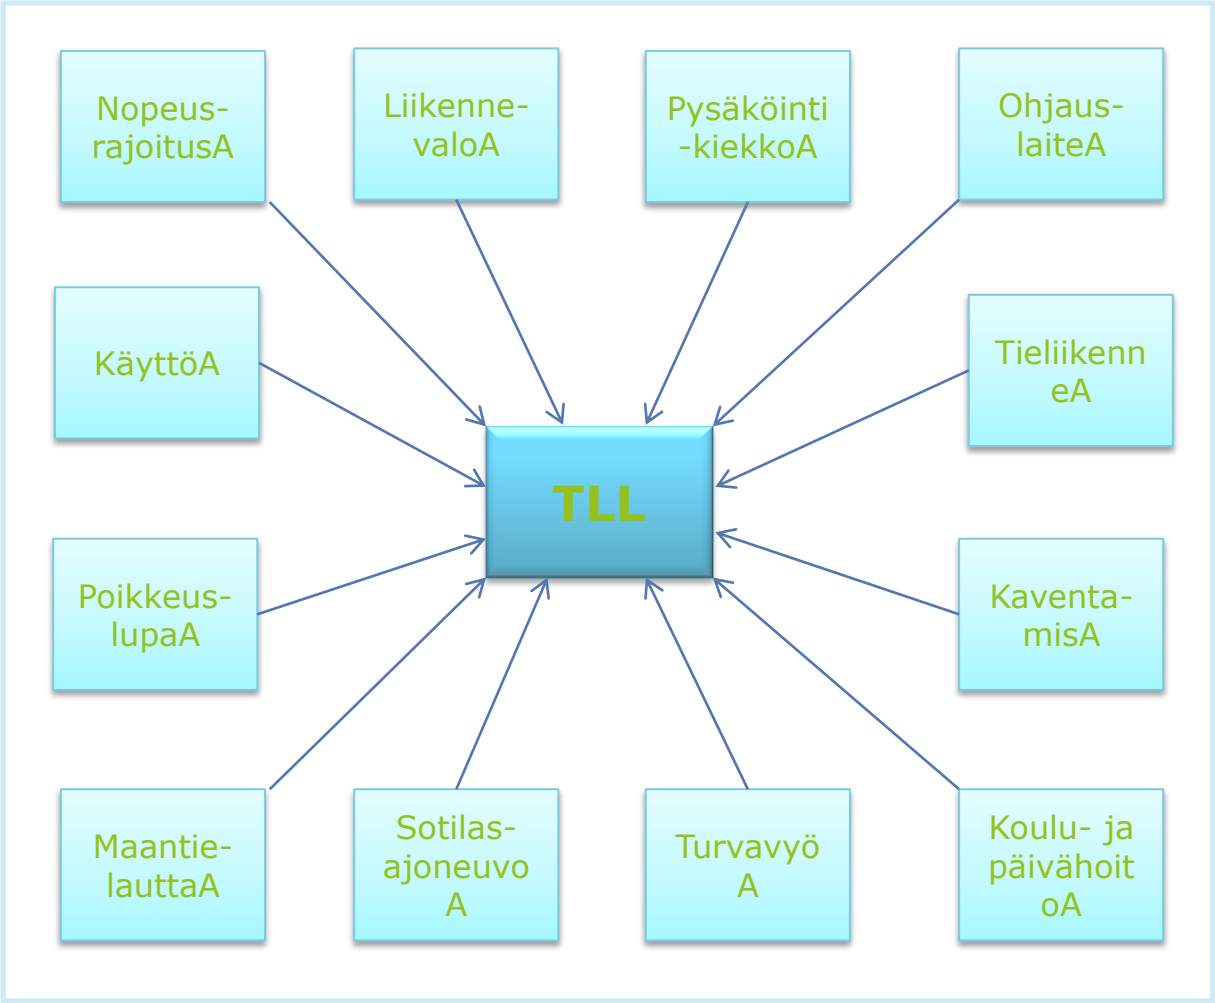 Nopeus-
rajoitusA
Liikenne-
valoA
Pysäköinti
-kiekkoA
Ohjaus-
laiteA
KäyttöA
Tieliikenn
eA
TLL
Poikkeus-
lupaA
Kaventa-
misA
Maantie-
lauttaA
Sotilas-
ajoneuvo
A
Turvavyö
A
Koulu- ja
päivähoit
oA